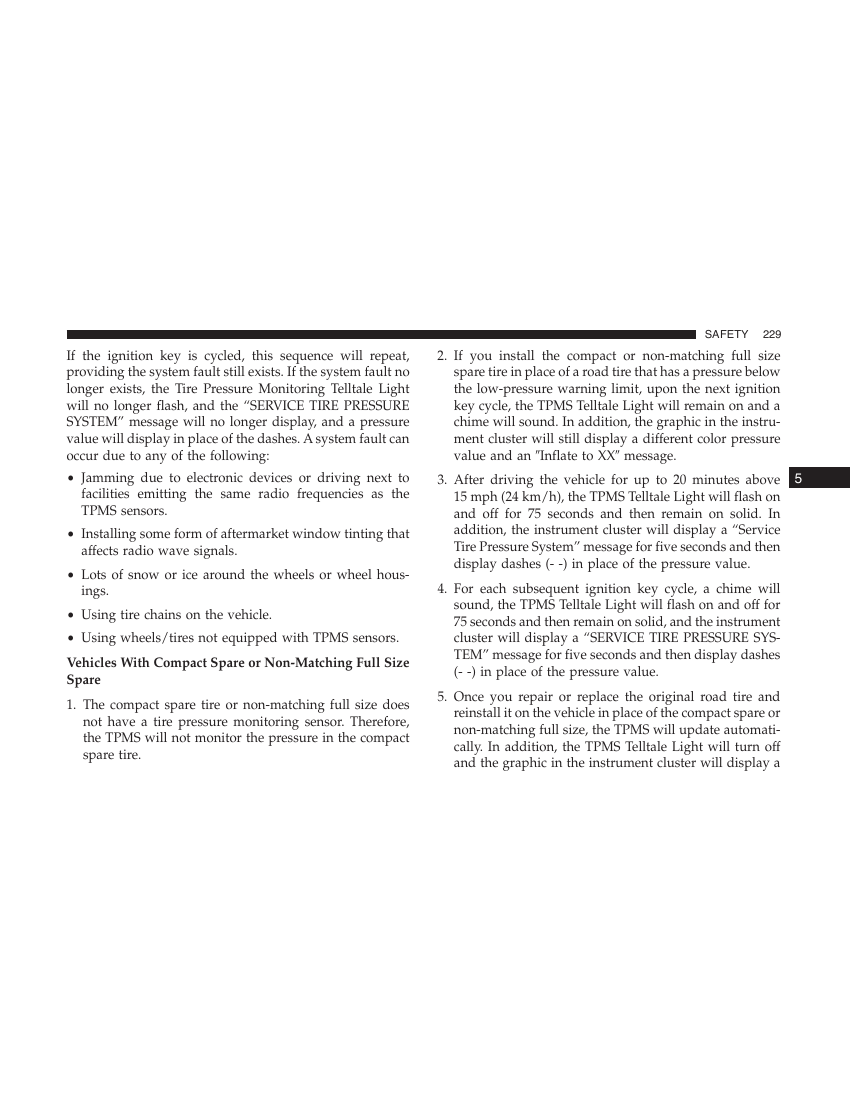 SAFETY 229
If the ignition key is cycled, this sequence will repeat,
providing the system fault still exists. If the system fault no
longer exists, the Tire Pressure Monitoring Telltale Light
will no longer flash, and the “SERVICE TIRE PRESSURE
SYSTEM” message will no longer display, and a pressure
value will display in place of the dashes. A system fault can
occur due to any of the following:
• Jamming due to electronic devices or driving next to
facilities emitting the same radio frequencies as the
TPMS sensors.
• Installing some form of aftermarket window tinting that
affects radio wave signals.
• Lots of snow or ice around the wheels or wheel hous-
ings.
• Using tire chains on the vehicle.
• Using wheels/tires not equipped with TPMS sensors.
Vehicles With Compact Spare or Non-Matching Full Size
Spare
1. The compact spare tire or non-matching full size does
not have a tire pressure monitoring sensor. Therefore,
the TPMS will not monitor the pressure in the compact
spare tire.
2. If you install the compact or non-matching full size
spare tire in place of a road tire that has a pressure below
the low-pressure warning limit, upon the next ignition
key cycle, the TPMS Telltale Light will remain on and a
chime will sound. In addition, the graphic in the instru-
ment cluster will still display a different color pressure
value and an "Inflate to XX" message.
3. After driving the vehicle for up to 20 minutes above
15 mph (24 km/h), the TPMS Telltale Light will flash on
and off for 75 seconds and then remain on solid. In
addition, the instrument cluster will display a “Service
Tire Pressure System” message for five seconds and then
display dashes (- -) in place of the pressure value.
4. For each subsequent ignition key cycle, a chime will
sound, the TPMS Telltale Light will flash on and off for
75 seconds and then remain on solid, and the instrument
cluster will display a “SERVICE TIRE PRESSURE SYS-
TEM” message for five seconds and then display dashes
(- -) in place of the pressure value.
5. Once you repair or replace the original road tire and
reinstall it on the vehicle in place of the compact spare or
non-matching full size, the TPMS will update automati-
cally. In addition, the TPMS Telltale Light will turn off
and the graphic in the instrument cluster will display a
5